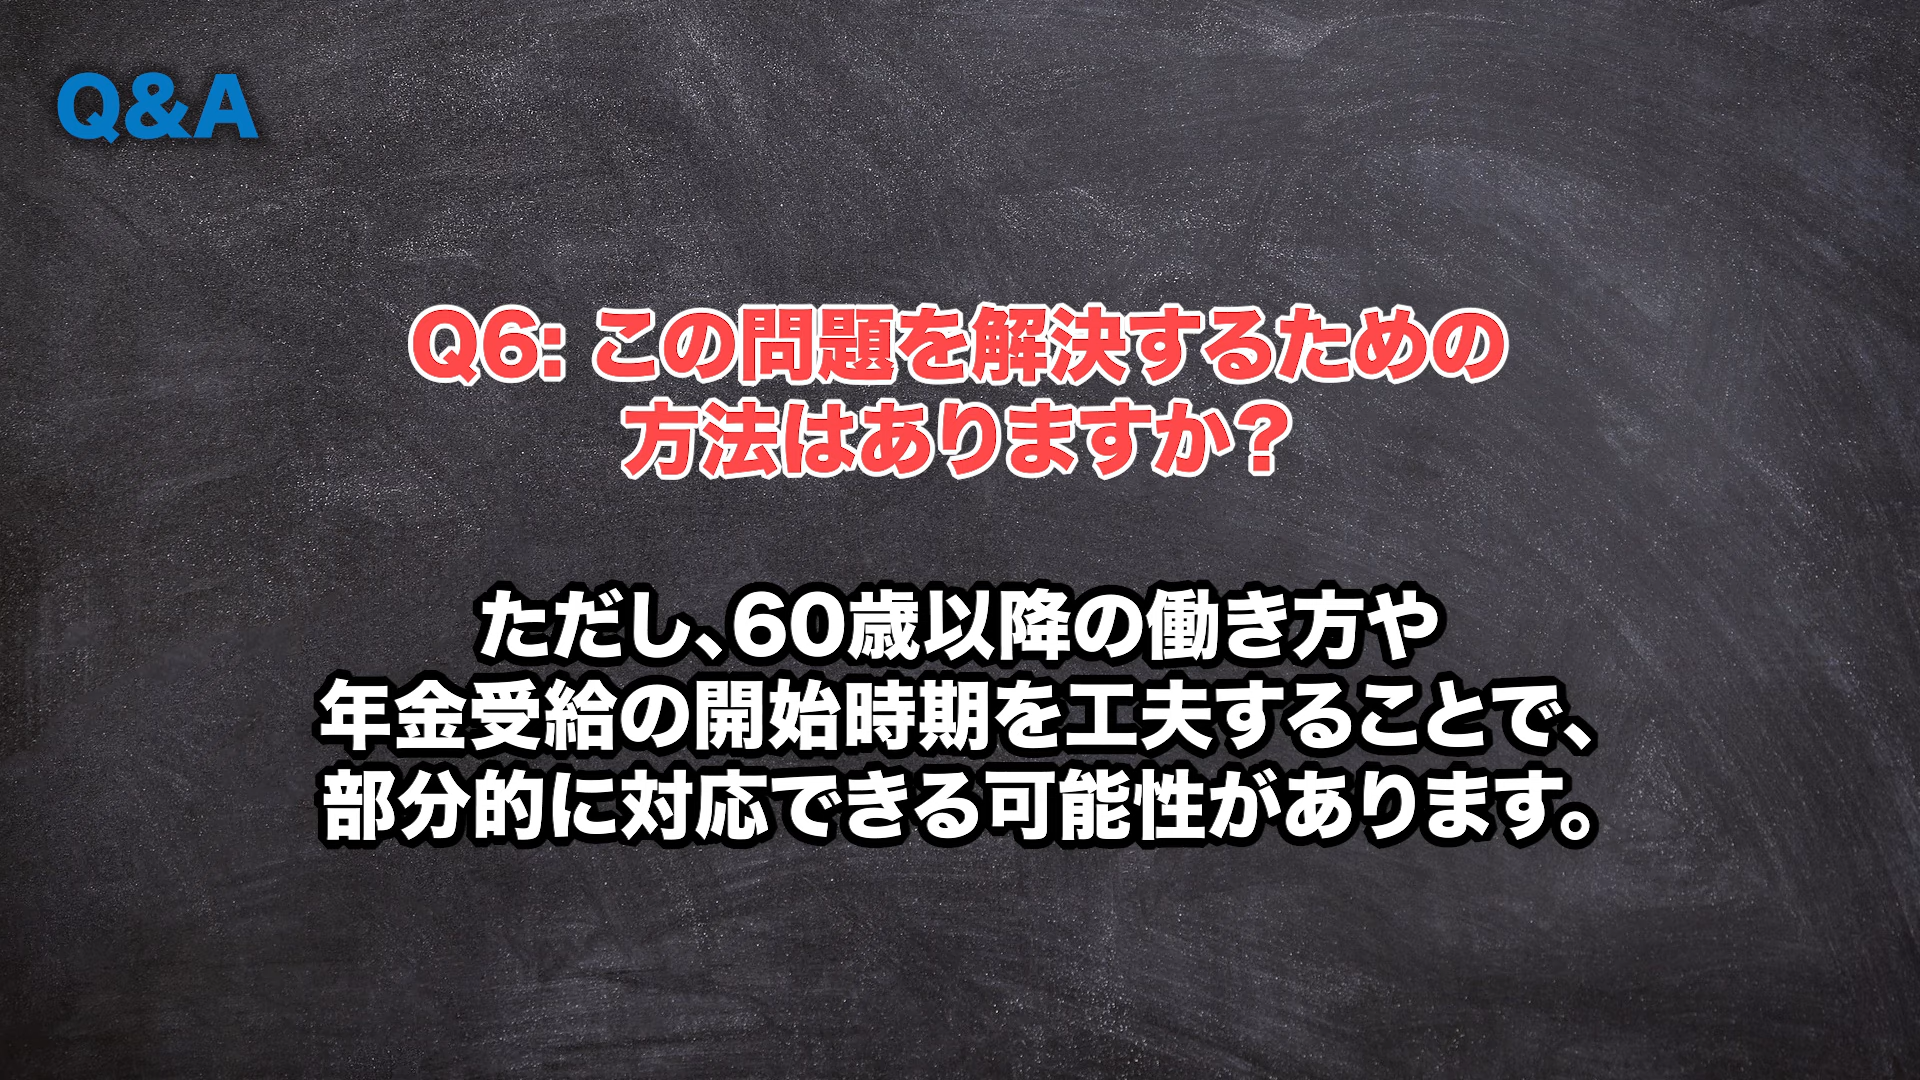 Q&A
Q6: この問題を解決するための
方法はありますか？
ただし、60歳以降の働き方や
年金受給の開始時期を工夫することで、
部分的に対応できる可能性があります。